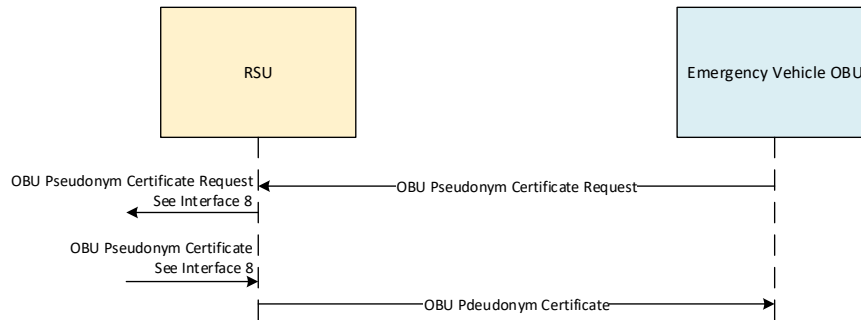 RSU
Emergency Vehicle OBU
OBU Pseudonym Certificate Request
See Interface 8
OBU Pseudonym Certificate Request
OBU Pseudonym Certificate
See Interface 8
OBU Pdeudonym Certificate